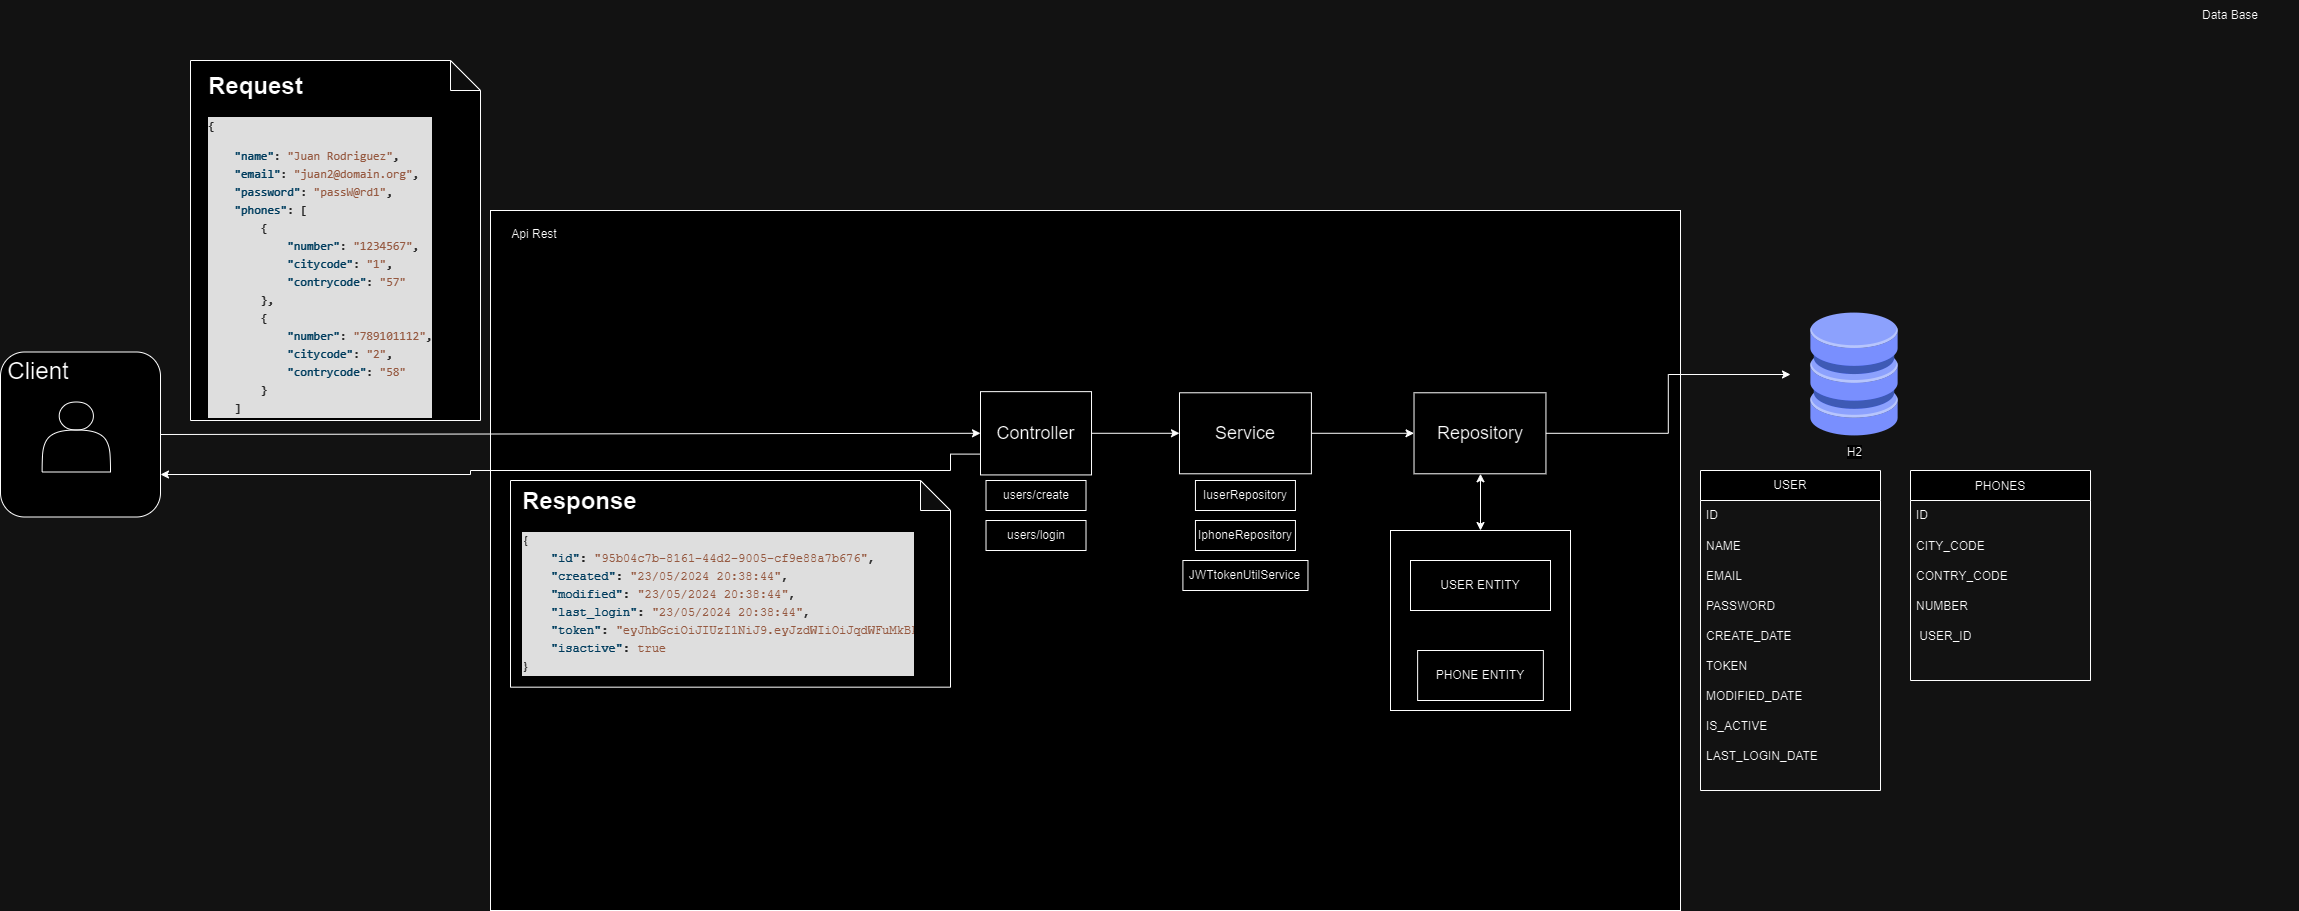 Data Base
Request
{
"name": "Juan Rodriguez",
"email": "juan2@domain.org",
"password": "passW@rd1",
"phones": [
{
"number": "1234567",
"citycode": "1",
"contrycode": "57"
},
{
"number": "789101112",
"citycode": "2",
"contrycode": "58"
}
]
Client
Api Rest
Controller
users/create
users/login
Service
IuserRepository
IphoneRepository
JWTtokenUtilService
Repository
USER ENTITY
PHONE ENTITY
Response
{
"id": "95b04c7b-8161-44d2-9005-cf9e88a7b676",
"created": "23/05/2024 20:38:44",
"modified": "23/05/2024 20:38:44",
"last_login": "23/05/2024 20:38:44",
"token": "eyJhbGciOiJIUzI1NiJ9.eyJzdWIiOiJqdWFuMkB
"isactive": true
}
H2
USER
ID
NAME
EMAIL
PASSWORD
CREATE_DATE
TOKEN
MODIFIED_DATE
IS_ACTIVE
LAST_LOGIN_DATE
PHONES
ID
CITY_CODE
CONTRY_CODE
NUMBER
USER_ID